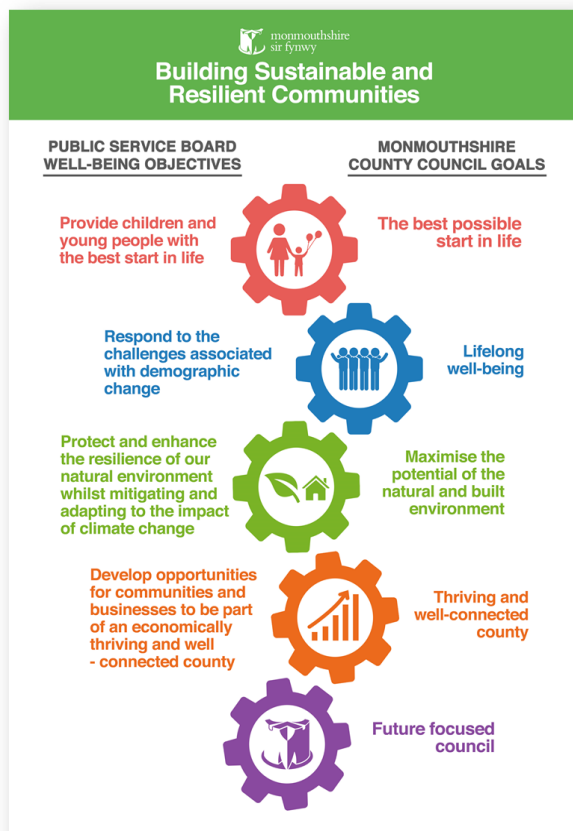 monmouthshire
sir fynwy
Building Sustainable and
Resilient Communities
PUBLIC SERVICE BOARD
WELL-BEING OBJECTIVES
MONMOUTHSHIRE
COUNTY COUNCIL GOALS
Provide children and
young people with
the best start in life
The best possible
start in life
Respond to the
challenges associated
with demographic
change
Lifelong
well-being
Protect and enhance
the resilience of our
natural environment
whilst mitigating and
adapting to the impact
of climate change
Maximise the
potential of the
natural and built
environment
Develop opportunities
for communities and
businesses to be part
of an economically
thriving and well
- connected county
Thriving and
well-connected
county
Future focused
council